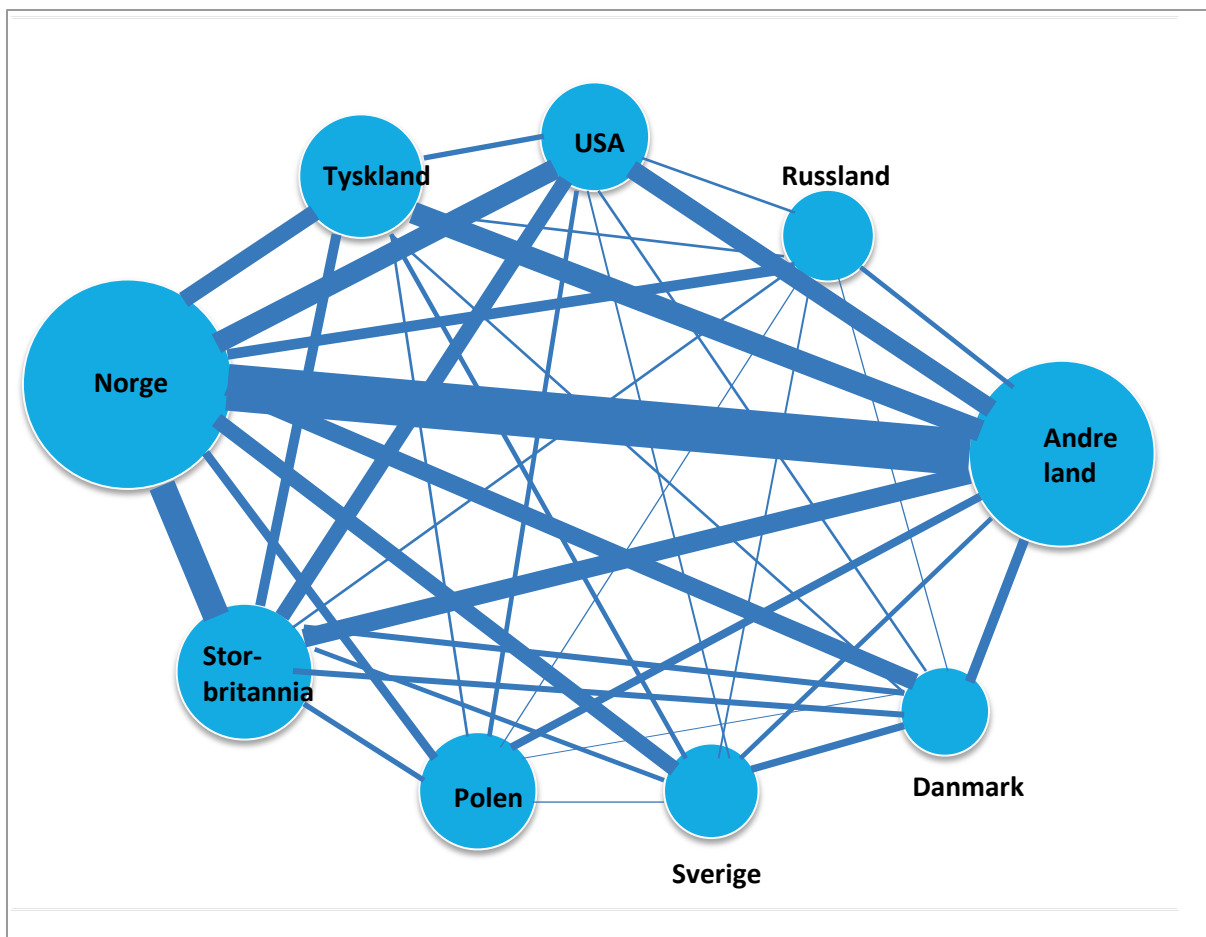 USA
Tyskland
Russland
Norge
Andre
land
Stor-
britannia
Polen
Danmark
Sverige